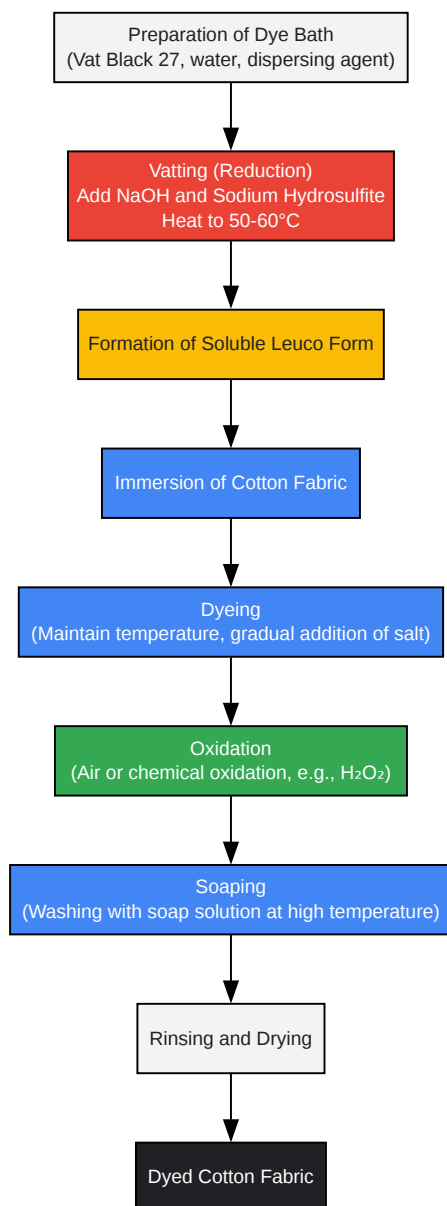 Preparation of Dye Bath
(Vat Black 27, water, dispersing agent)
Vatting (Reduction)
Add NaOH and Sodium Hydrosulfite
Heat to 50-60°C
Formation of Soluble Leuco Form
Immersion of Cotton Fabric
Dyeing
(Maintain temperature, gradual addition of salt)
Oxidation
(Air or chemical oxidation, e.g., H₂O₂)
Soaping
(Washing with soap solution at high temperature)
Rinsing and Drying
Dyed Cotton Fabric